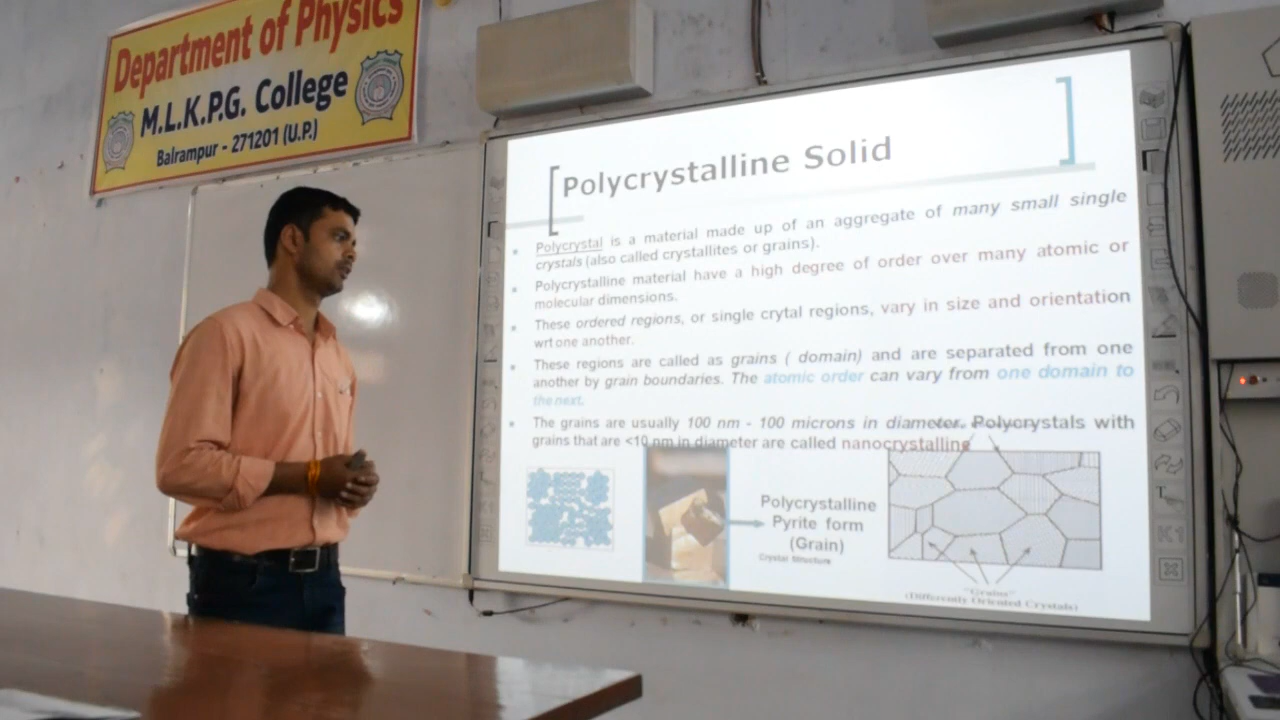 Department of Physics
M.L.K.P.G. College
Balrampur - 271201 (U.P.)
Polycrystalline Solid
Polycrystal is a material made up of an aggregate of many small single
crystals (also called crystallites or grains).
Polycrystalline material have a high degree of order over many atomic or
molecular dimensions.
These ordered regions, or single crytal regions, vary in size and orientation
wrt one another.
These regions are called as grains ( domain) and are separated from one
another by grain boundaries. The atomic order can vary from one domain to
the next.
The grains are usually 100 nm - 100 microns in diameter. Polycrystals with
grains that are <10 nm in diameter are called nanocrystalline
Polycrystalline
Pyrite form
(Grain)
Crystal Structure
"Grains"
(Differently Oriented Crystals)
K1